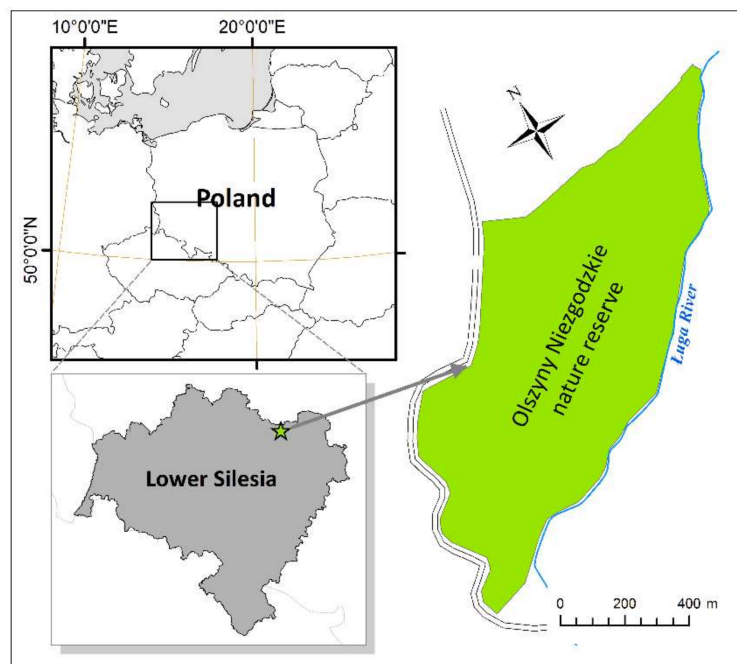 10°0'0"E
20°0'0"E
50°0'0"N
Poland
Lower Silesia
N
Olszyny Niezgodzkie
nature reserve
Ługa River
0 200 400 m